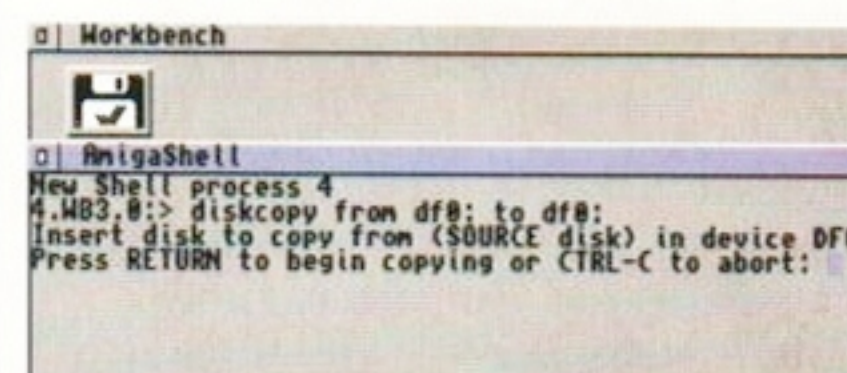 Workbench
AmigaShell
New Shell process 4
4.WB3.0:> diskcopy from df0: to df0:
Insert disk to copy from (SOURCE disk) in device DF0
Press RETURN to begin copying or CTRL-C to abort: